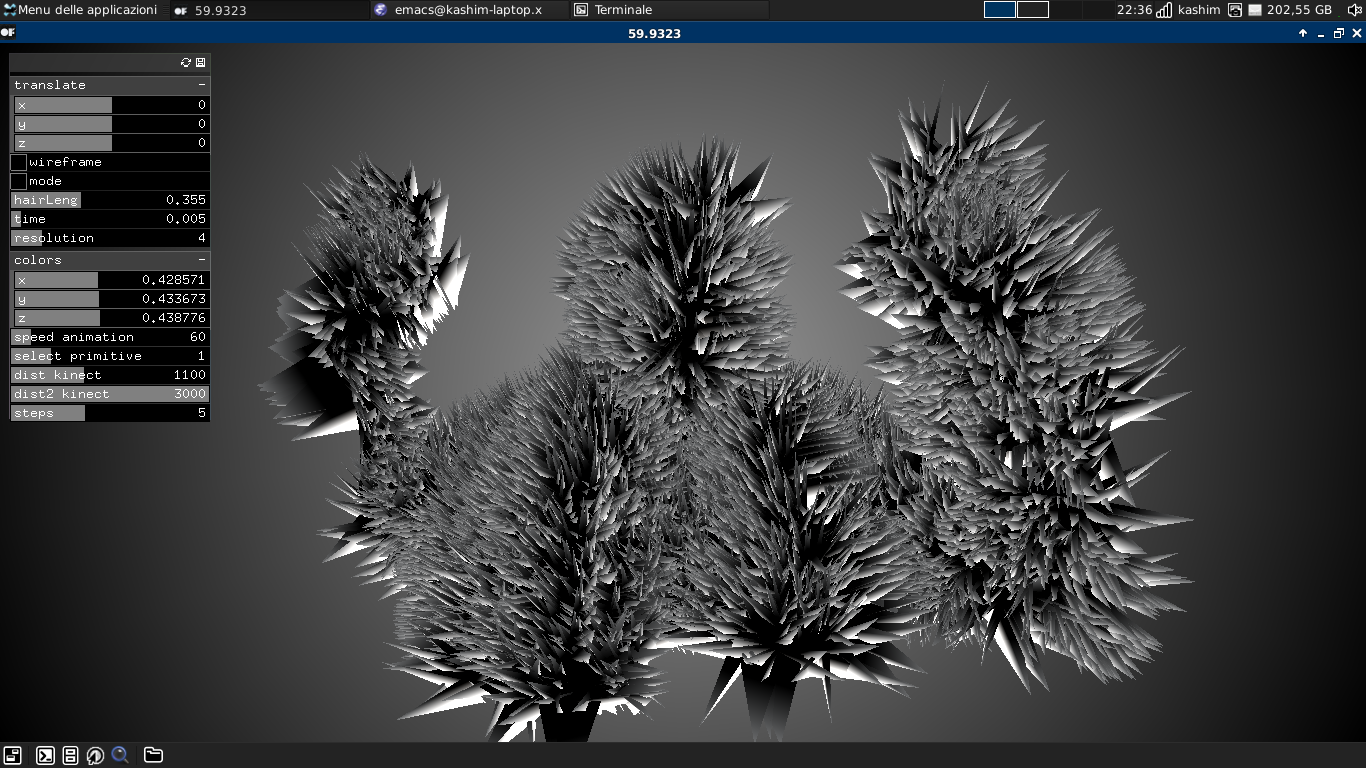 Menu delle applicazioni OF 59.9323 emacs@kashim-laptop.x Terminale 22:36 kashim 202,55 GB
OF 59.9323
translate -
x 0
y 0
z 0
wireframe
mode
hairLeng 0.355
time 0.005
resolution 4
colors -
x 0.428571
y 0.433673
z 0.438776
speed animation 60
select primitive 1
dist kinect 1100
dist2 kinect 3000
steps 5